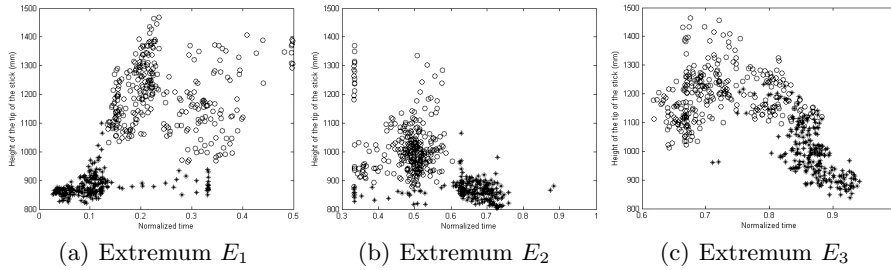 Height of the tip of the stick (mm)
1500
1400
1300
1200
1100
1000
900
800
0 0.1 0.2 0.3 0.4 0.5
Normalized time
(a) Extremum E1
Height of the tip of the stick (mm)
1500
1400
1300
1200
1100
1000
900
800
0.3 0.4 0.5 0.6 0.7 0.8 0.9 1
Normalized time
(b) Extremum E2
Height of the tip of the stick (mm)
1500
1400
1300
1200
1100
1000
900
800
0.6 0.7 0.8 0.9 1
Normalized time
(c) Extremum E3